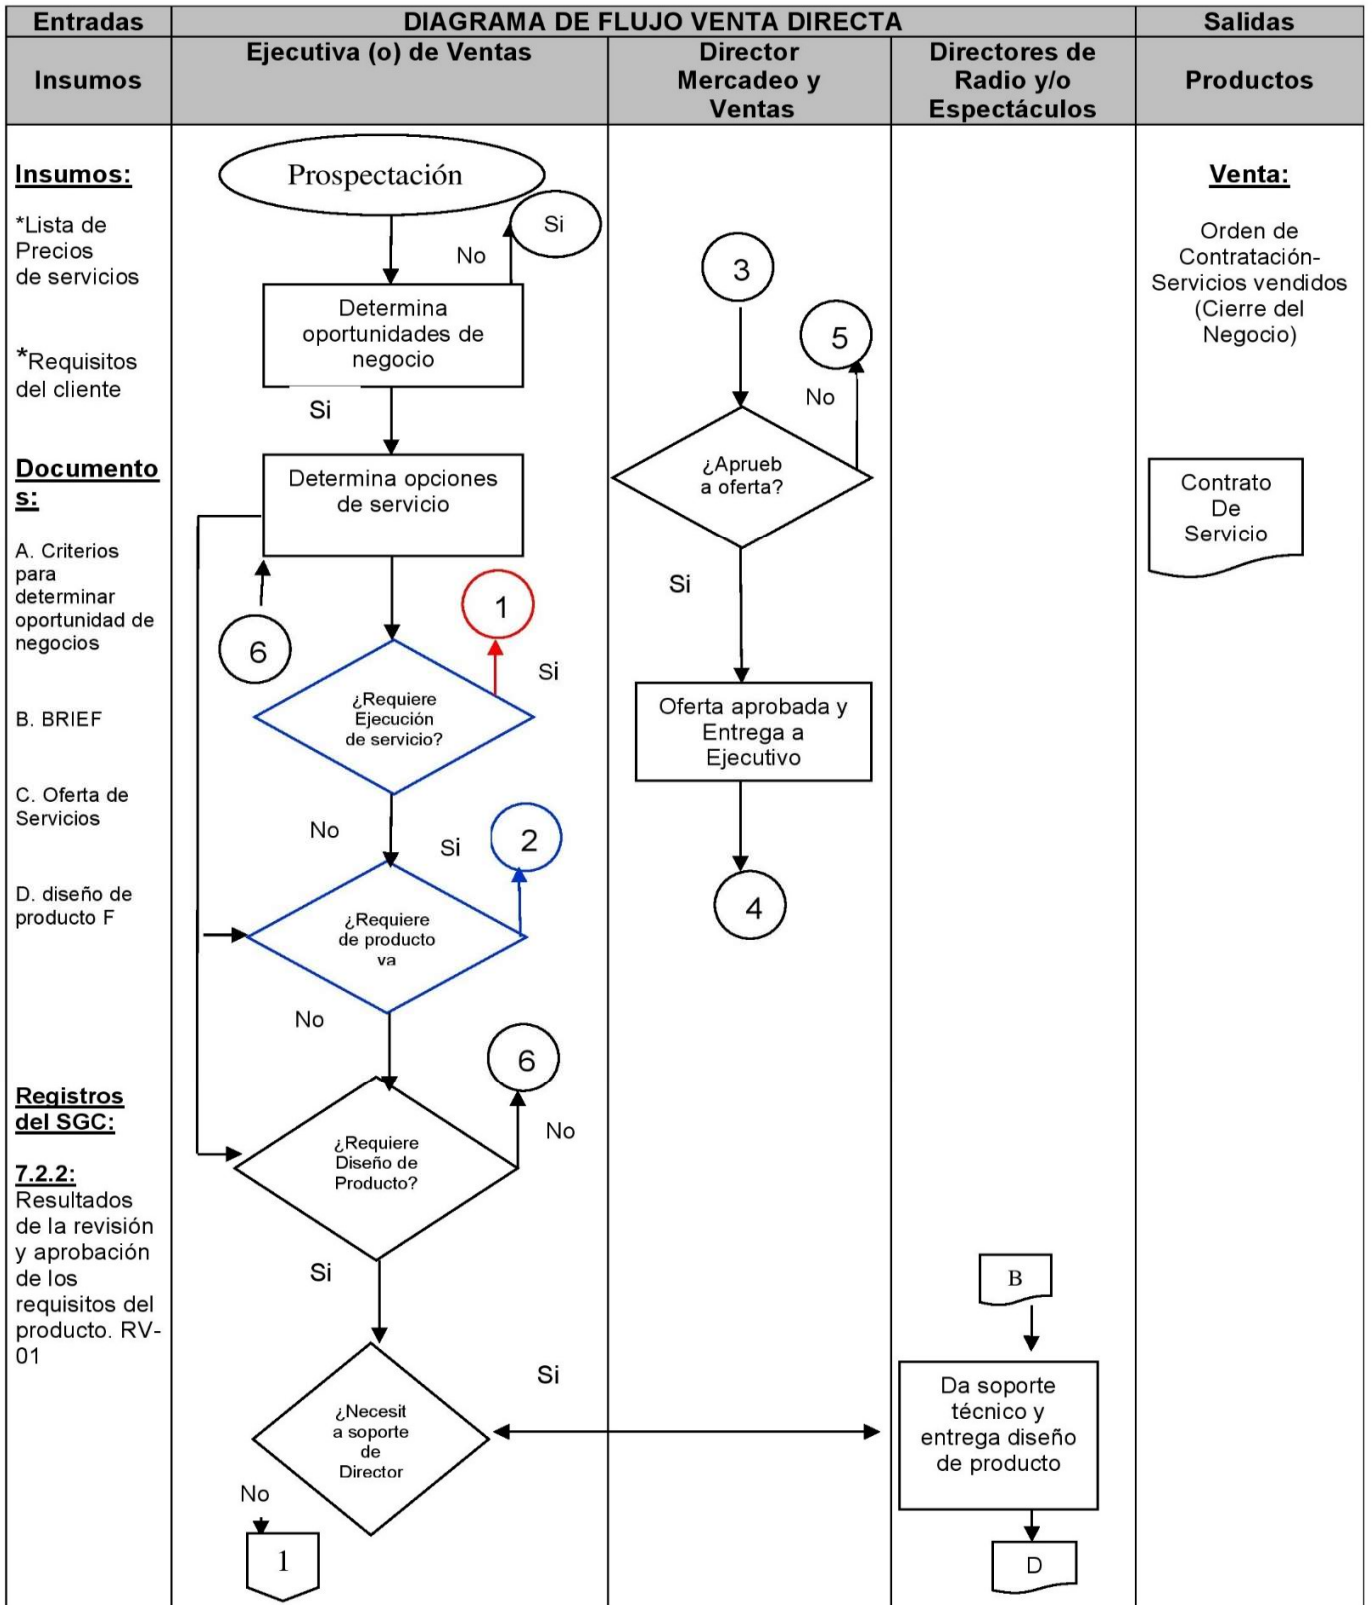 Entradas
DIAGRAMA DE FLUJO VENTA DIRECTA
Salidas
Insumos
Ejecutiva (o) de Ventas
Director
Mercadeo y
Ventas
Directores de
Radio y/o
Espectáculos
Productos
Insumos:
*Lista de
Precios
de servicios
*Requisitos
del cliente
Documento
s:
A. Criterios
para
determinar
oportunidad de
negocios
B. BRIEF
C. Oferta de
Servicios
D. diseño de
producto F
Registros
del SGC:
7.2.2:
Resultados
de la revisión
y aprobación
de los
requisitos del
producto. RV-
01
Prospectación
Si
No
Determina
oportunidades de
negocio
Si
Determina opciones
de servicio
6
1
Si
¿Requiere
Ejecución
de servicio?
No
Si
2
¿Requiere
de producto
va
No
6
No
¿Requiere
Diseño de
Producto?
Si
Si
¿Necesit
a soporte
de
Director
No
1
3
5
No
¿Aprueb
a oferta?
Si
Oferta aprobada y
Entrega a
Ejecutivo
4
B
Da soporte
técnico y
entrega diseño
de producto
D
Venta:
Orden de
Contratación-
Servicios vendidos
(Cierre del
Negocio)
Contrato
De
Servicio